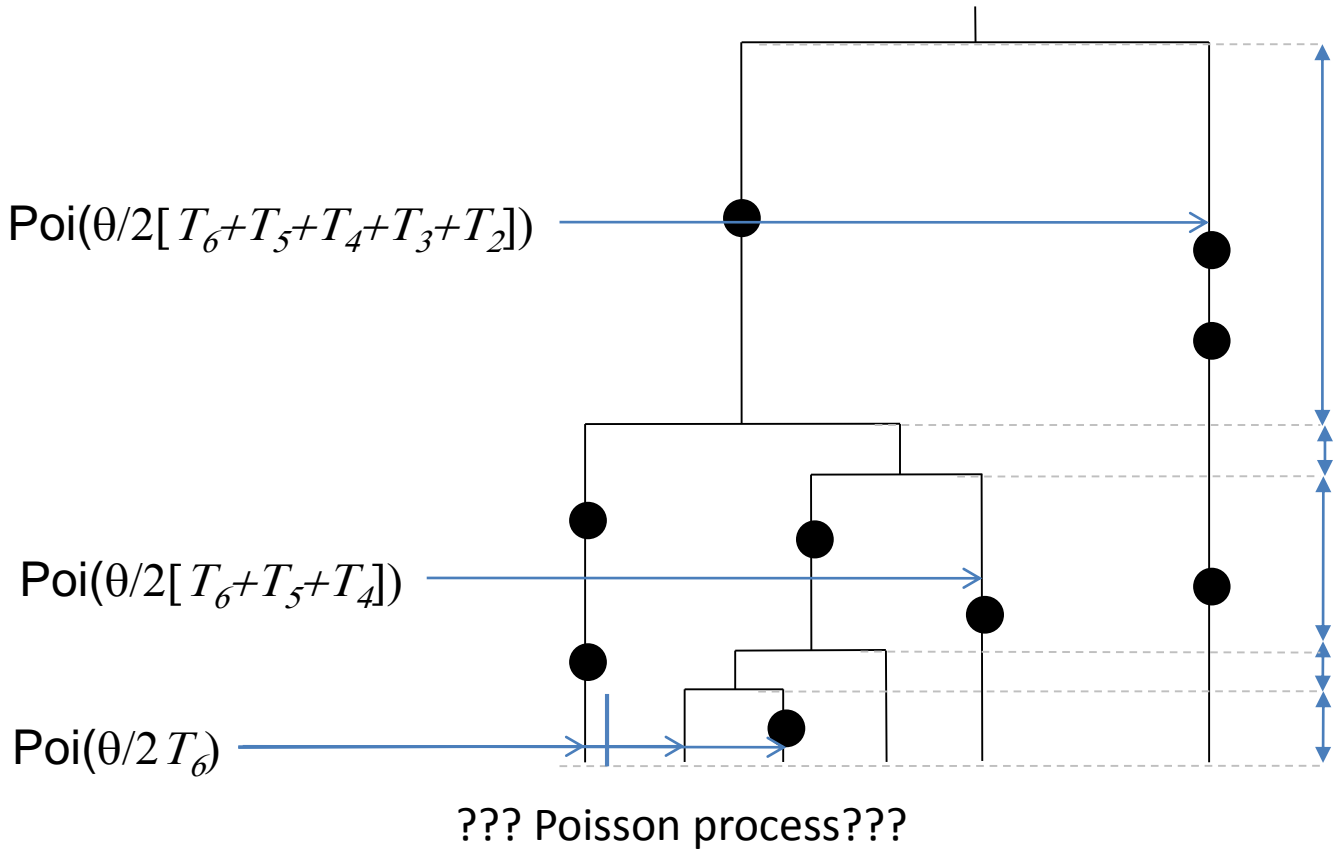 Poi(θ/2[T₆+T₅+T₄+T₃+T₂])
Poi(θ/2[T₆+T₅+T₄])
Poi(θ/2 T₆)
??? Poisson process???